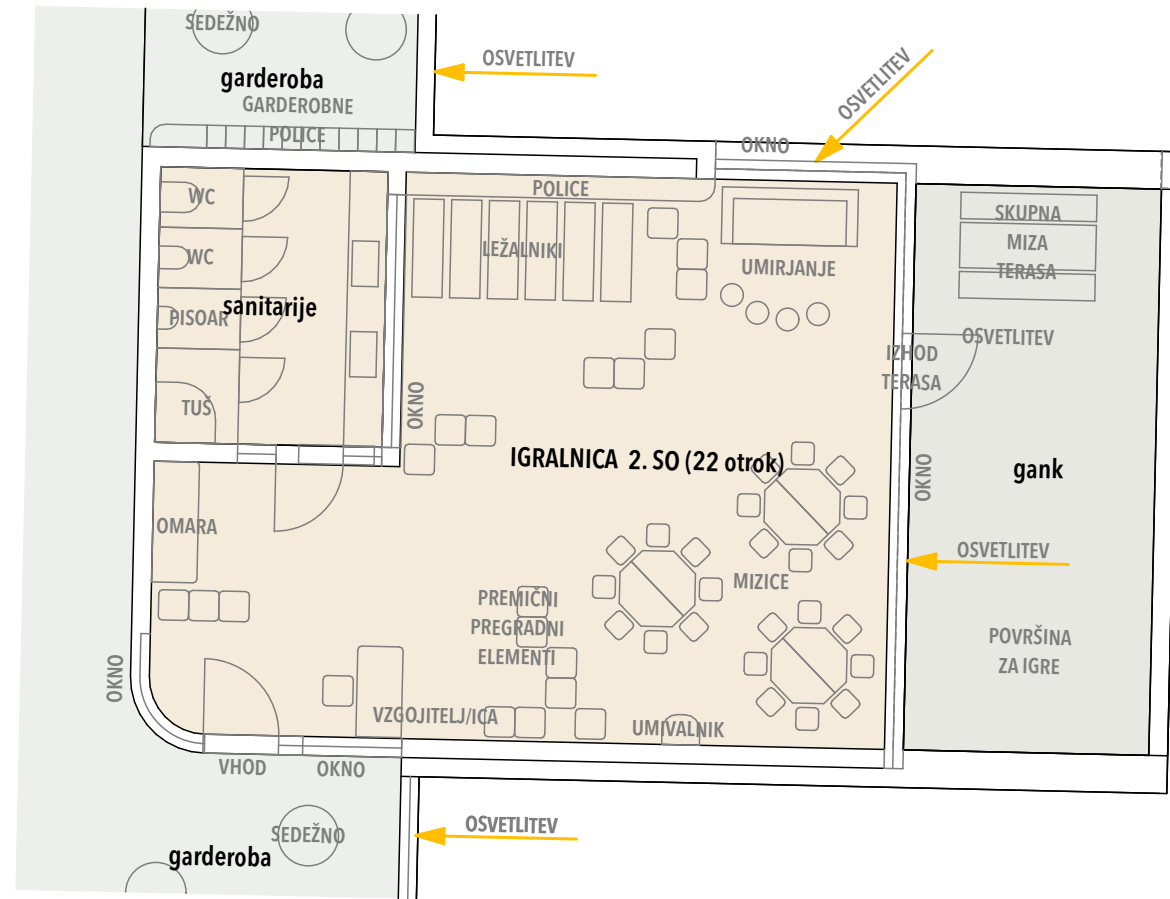 SEDEŽNO
garderoba
GARDEROBNE
POLICE
OSVETLITEV
OSVETLITEV
OKNO
WC
WC
PISOAR
TUŠ
sanitarije
POLICE
LEŽALNIKI
UMIRJANJE
SKUPNA
MIZA
TERASA
OSVETLITEV
IZHOD
TERASA
OKNO
IGRALNICA 2. SO (22 otrok)
OKNO
gank
OMARA
OSVETLITEV
MIZICE
PREMIČNI
PREGRADNI
ELEMENTI
POVRŠINA
ZA IGRE
OKNO
VZGOJITELJ/ICA
UMIVALNIK
VHOD
OKNO
SEDEŽNO
garderoba
OSVETLITEV